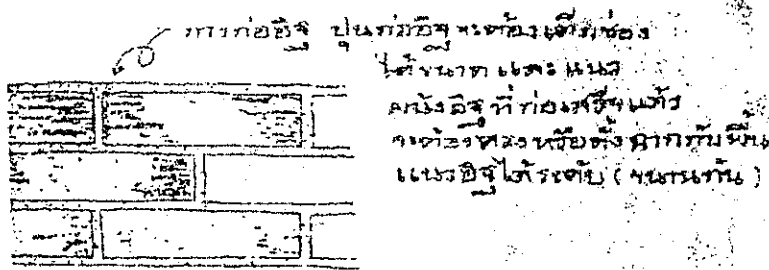 การก่ออิฐ ปูนก่ออิฐจะต้องเต็มช่อง
ได้ขนาด และแนว
ผนังอิฐที่ก่อเสร็จแล้ว
จะต้องตรงหรือตั้งฉากกับพื้น
แนวอิฐได้ระดับ (ขนานกัน)